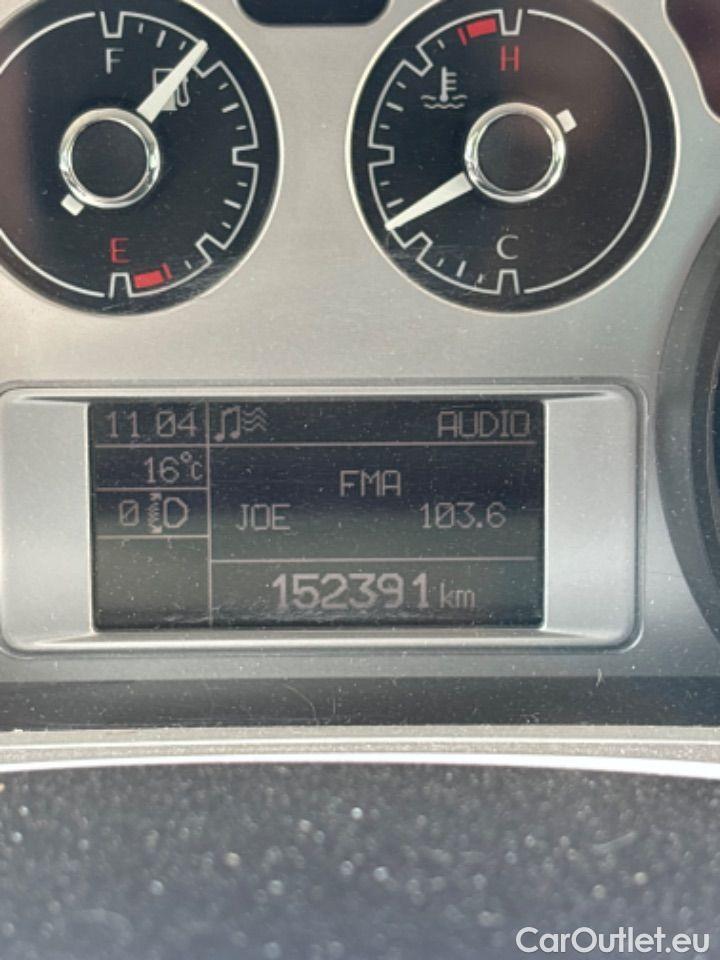 F
H
E
C
11 04
AUDIO
16°C
FMA
0
JOE 103.6
152391 km
CarOutlet.eu